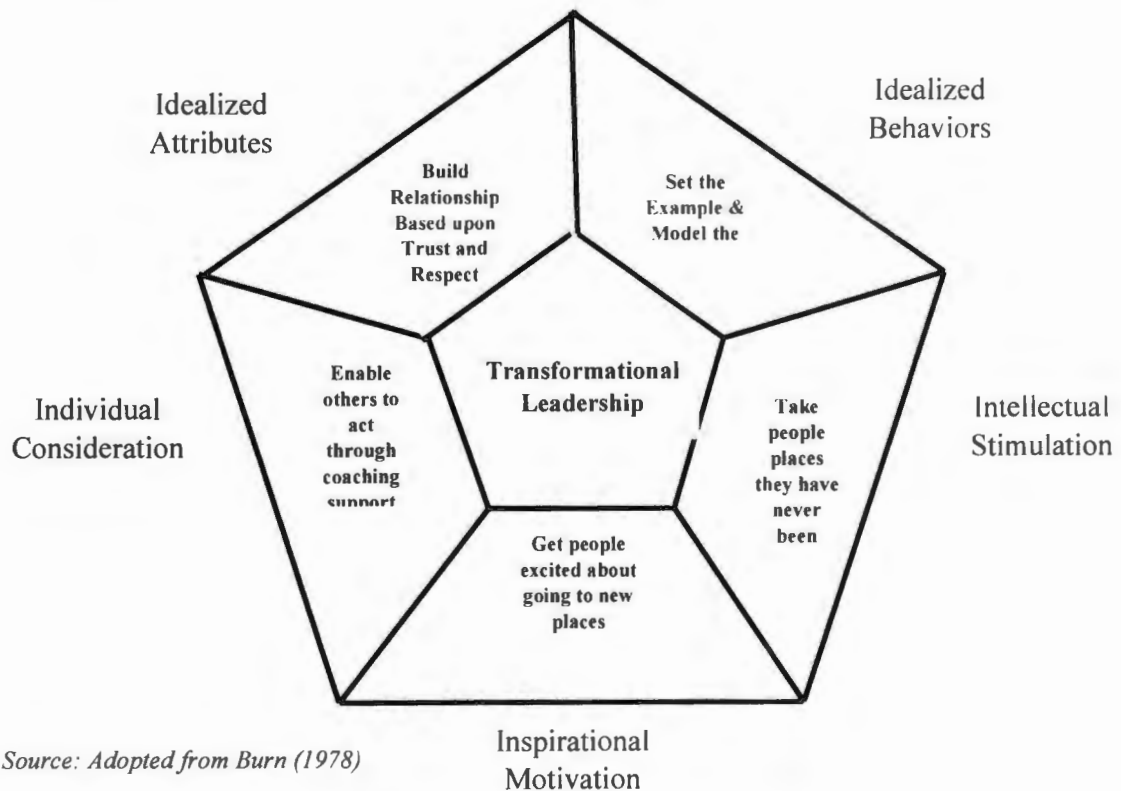 Idealized
Attributes
Idealized
Behaviors
Build
Relationship
Based upon
Trust and
Respect
Set the
Example &
Model the
Transformational
Leadership
Individual
Consideration
Enable
others to
act
through
coaching
support
Take
people
places
they have
never
been
Intellectual
Stimulation
Get people
excited about
going to new
places
Inspirational
Motivation
Source: Adopted from Burn (1978)